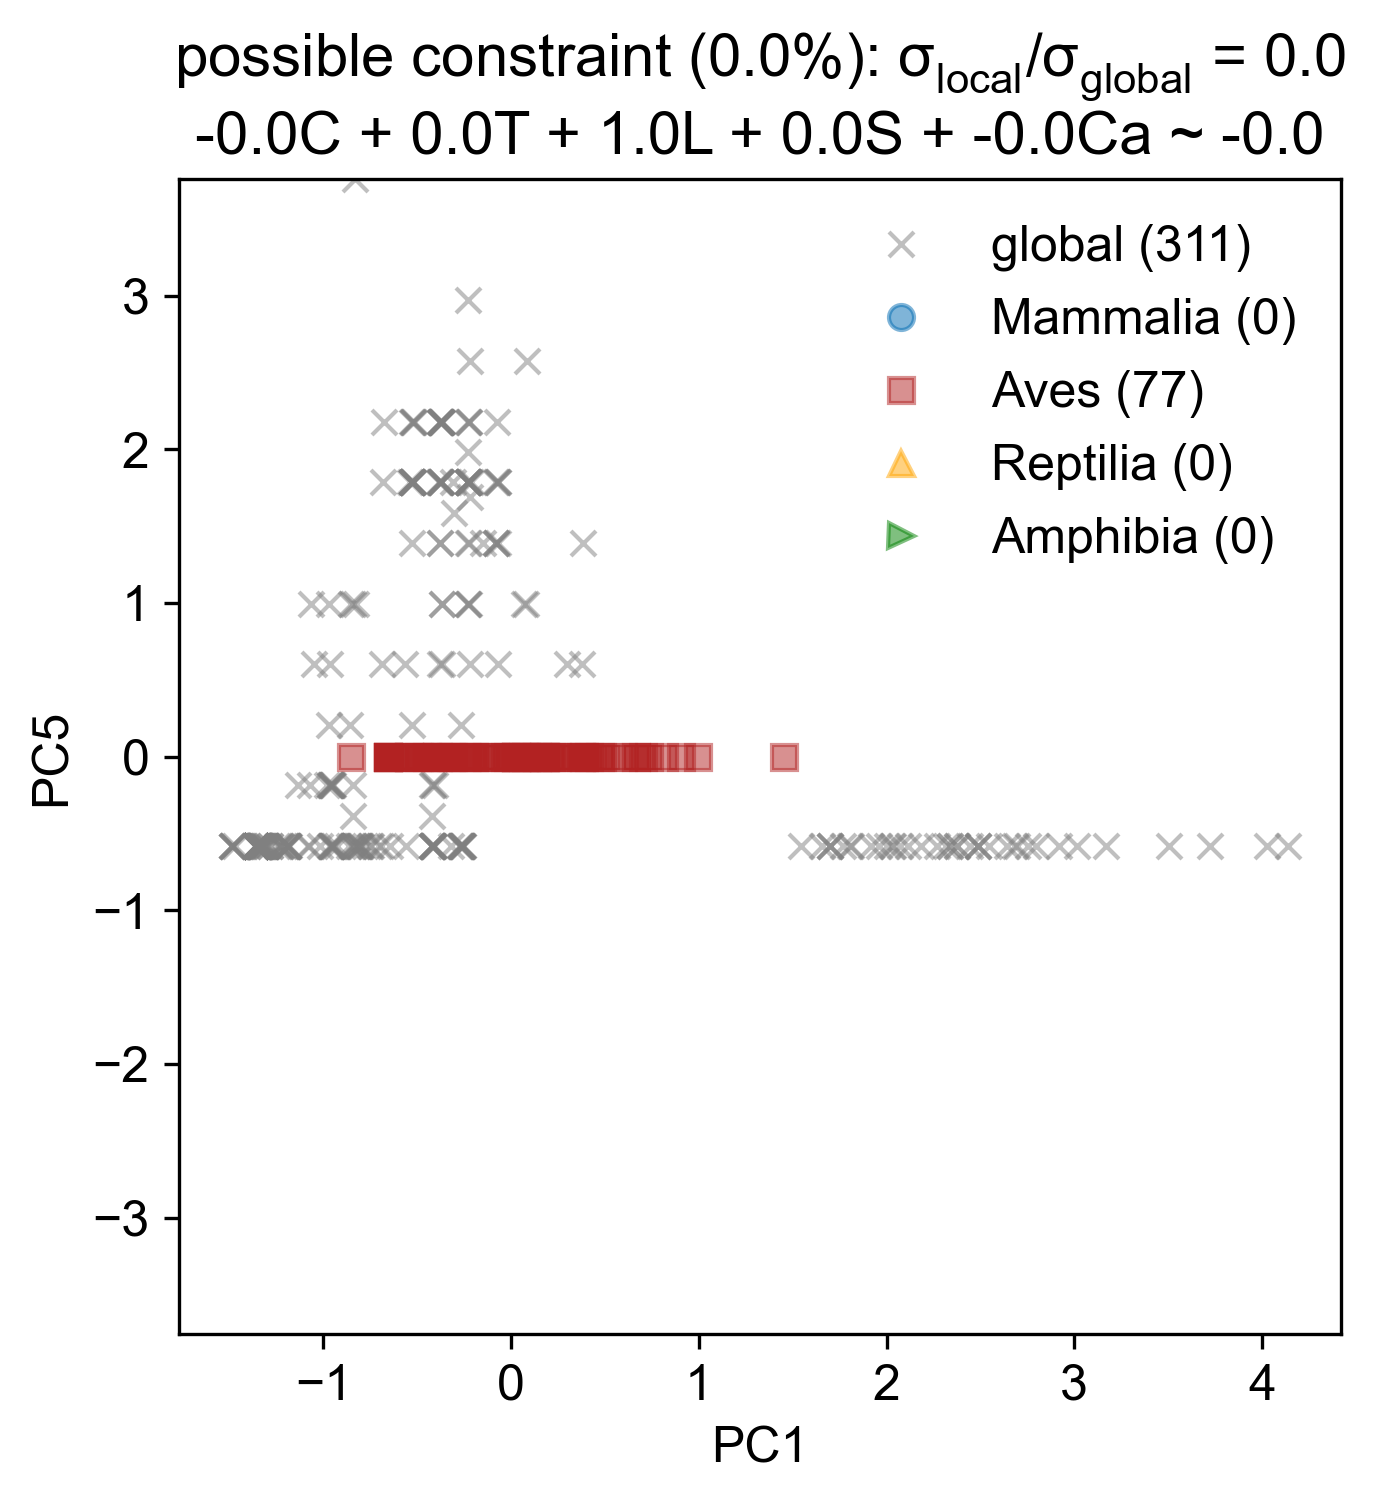 possible constraint (0.0%): σlocal/σglobal = 0.0
-0.0C + 0.0T + 1.0L + 0.0S + -0.0Ca ~ -0.0
global (311)
Mammalia (0)
Aves (77)
Reptilia (0)
Amphibia (0)
3
2
1
0
−1
−2
−3
PC5
−1 0 1 2 3 4
PC1